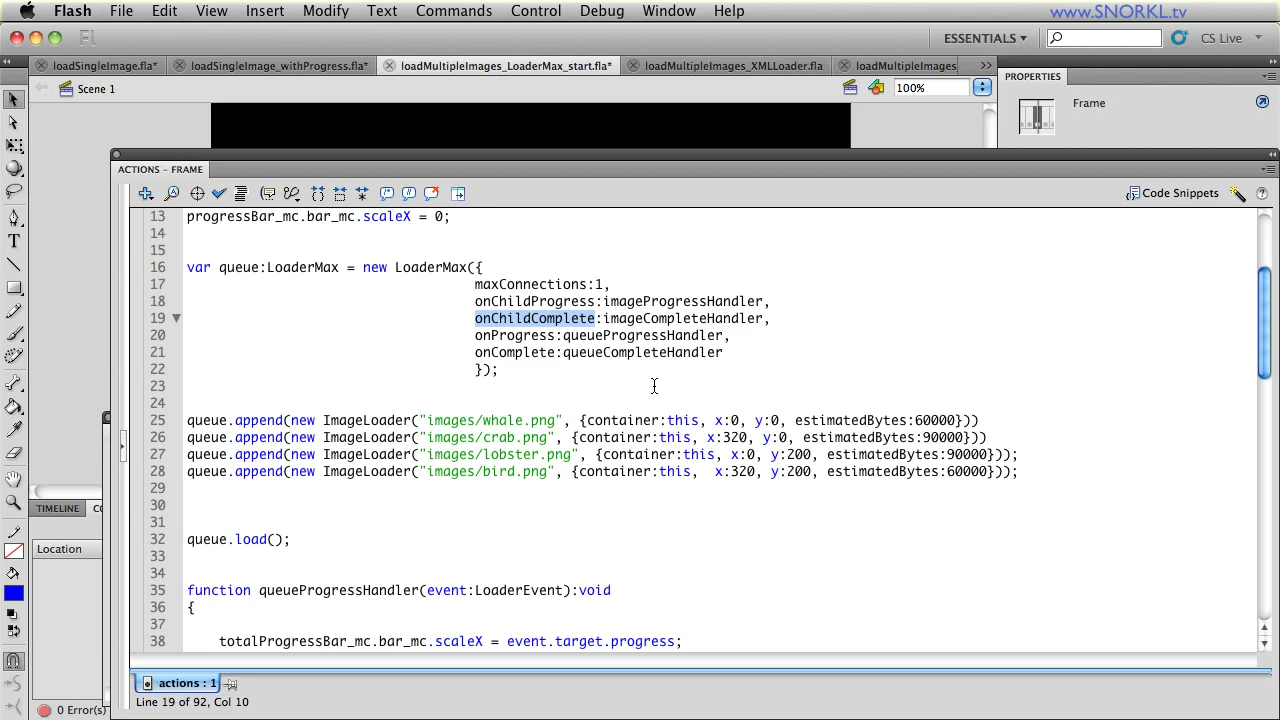 Flash File Edit View Insert Modify Text Commands Control Debug Window Help www.SNORKL.tv
Fl ESSENTIALS CS Live
loadSingleImage.fla* loadSingleImage_withProgress.fla* loadMultipleImages_LoaderMax_start.fla* loadMultipleImages_XMLLoader.fla loadMultipleImages
Scene 1 100%
PROPERTIES
Frame
ACTIONS - FRAME
Code Snippets
13 progressBar_mc.bar_mc.scaleX = 0;
14
15
16 var queue:LoaderMax = new LoaderMax({
17 maxConnections:1,
18 onChildProgress:imageProgressHandler,
19 onChildComplete:imageCompleteHandler,
20 onProgress:queueProgressHandler,
21 onComplete:queueCompleteHandler
22 });
23
24
25 queue.append(new ImageLoader("images/whale.png", {container:this, x:0, y:0, estimatedBytes:60000}))
26 queue.append(new ImageLoader("images/crab.png", {container:this, x:320, y:0, estimatedBytes:90000}))
27 queue.append(new ImageLoader("images/lobster.png", {container:this, x:0, y:200, estimatedBytes:90000}));
28 queue.append(new ImageLoader("images/bird.png", {container:this, x:320, y:200, estimatedBytes:60000}));
29
30
31
32 queue.load();
33
34
35 function queueProgressHandler(event:LoaderEvent):void
36 {
37
38 totalProgressBar_mc.bar_mc.scaleX = event.target.progress;
TIMELINE
Location
actions : 1
Line 19 of 92, Col 10
0 Error(s)